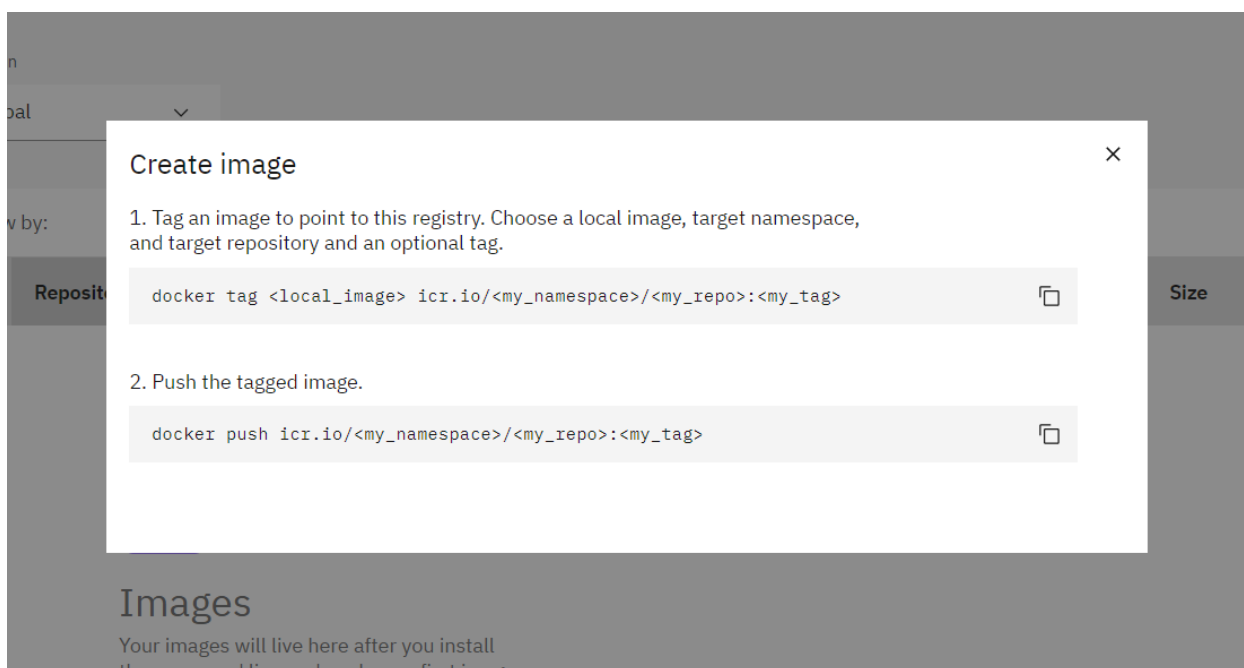 n
Create image
1. Tag an image to point to this registry. Choose a local image, target namespace,
and target repository and an optional tag.
w by:
Size
docker tag <local_image> icr.io/<my_namespace>/<my_repo>:<my_tag>
2. Push the tagged image.
docker push icr.io/<my_namespace>/<my_repo>:<my_tag>
Images
Your images will live here after you install